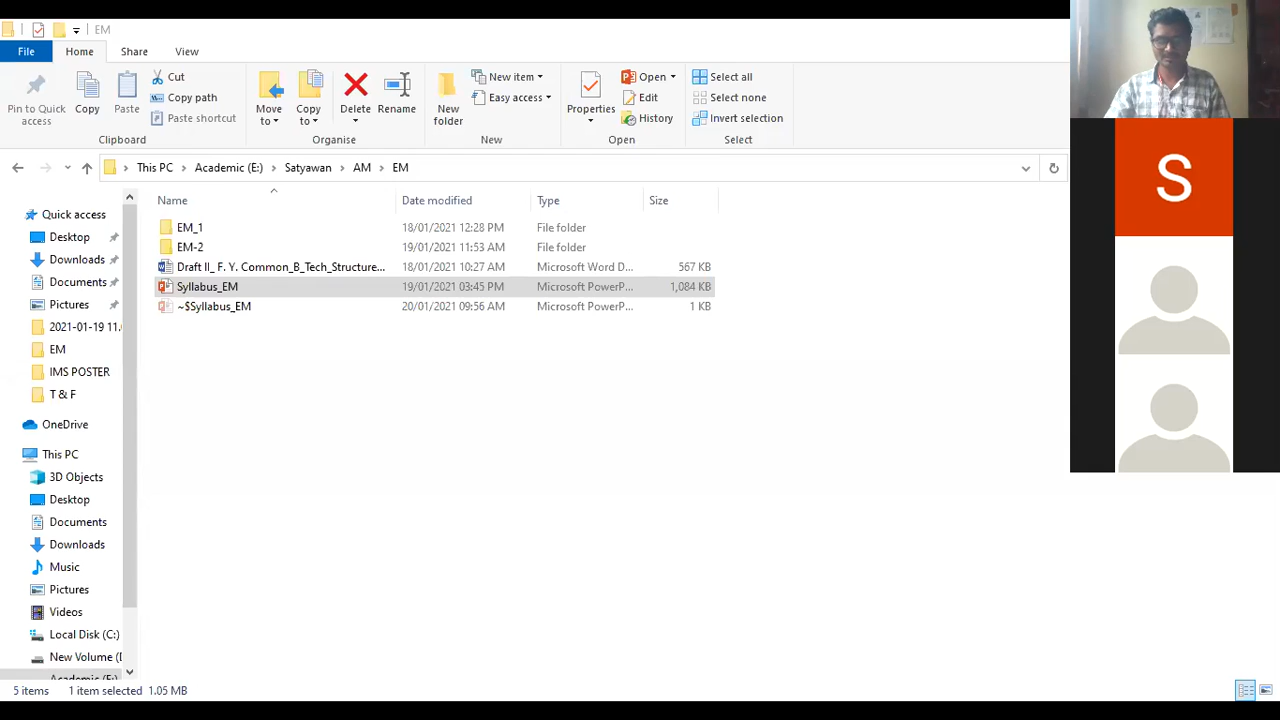 EM
File Home Share View
Pin to Quick access
Copy
Paste
Cut
Copy path
Paste shortcut
Clipboard
Move to
Copy to
Delete
Rename
Organise
New folder
New item
Easy access
New
Properties
Open
Edit
History
Open
Select all
Select none
Invert selection
Select
This PC Academic (E:) Satyawan AM EM
Name Date modified Type Size
EM_1 18/01/2021 12:28 PM File folder
EM-2 19/01/2021 11:53 AM File folder
Draft II_ F. Y. Common_B_Tech_Structure... 18/01/2021 10:27 AM Microsoft Word D... 567 KB
Syllabus_EM 19/01/2021 03:45 PM Microsoft PowerP... 1,084 KB
~$Syllabus_EM 20/01/2021 09:56 AM Microsoft PowerP... 1 KB
Quick access
Desktop
Downloads
Documents
Pictures
2021-01-19 11.
EM
IMS POSTER
T & F
OneDrive
This PC
3D Objects
Desktop
Documents
Downloads
Music
Pictures
Videos
Local Disk (C:)
New Volume (
Academic (E:)
5 items 1 item selected 1.05 MB
S